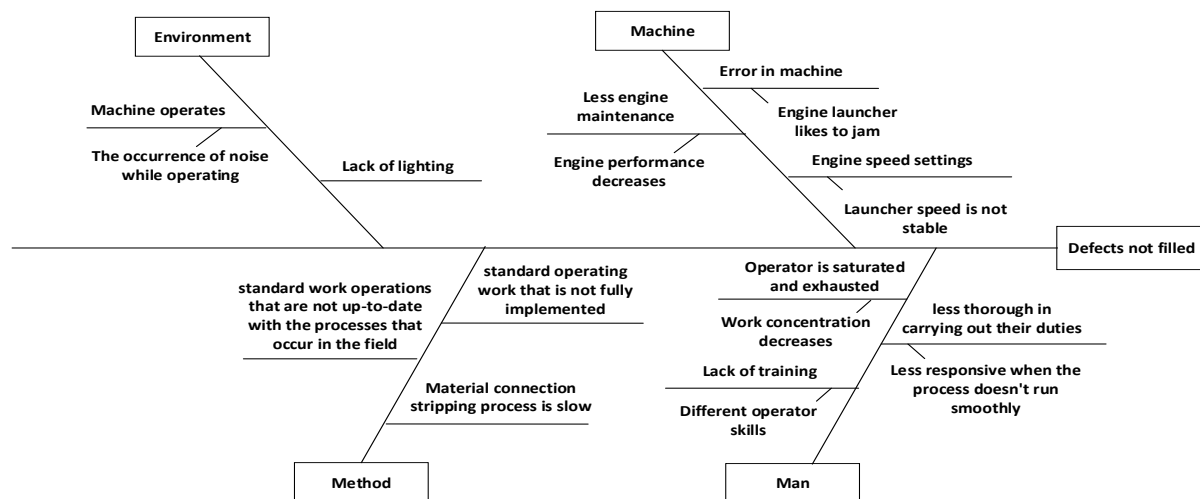 Environment
Machine operates
The occurrence of noise
while operating
Lack of lighting
Machine
Error in machine
Engine launcher
likes to jam
Less engine
maintenance
Engine performance
decreases
Engine speed settings
Launcher speed is not
stable
Defects not filled
standard work operations
that are not up-to-date
with the processes that
occur in the field
standard operating
work that is not fully
implemented
Material connection
stripping process is slow
Method
Operator is saturated
and exhausted
Work concentration
decreases
less thorough in
carrying out their duties
Less responsive when the
process doesn't run
smoothly
Lack of training
Different operator
skills
Man